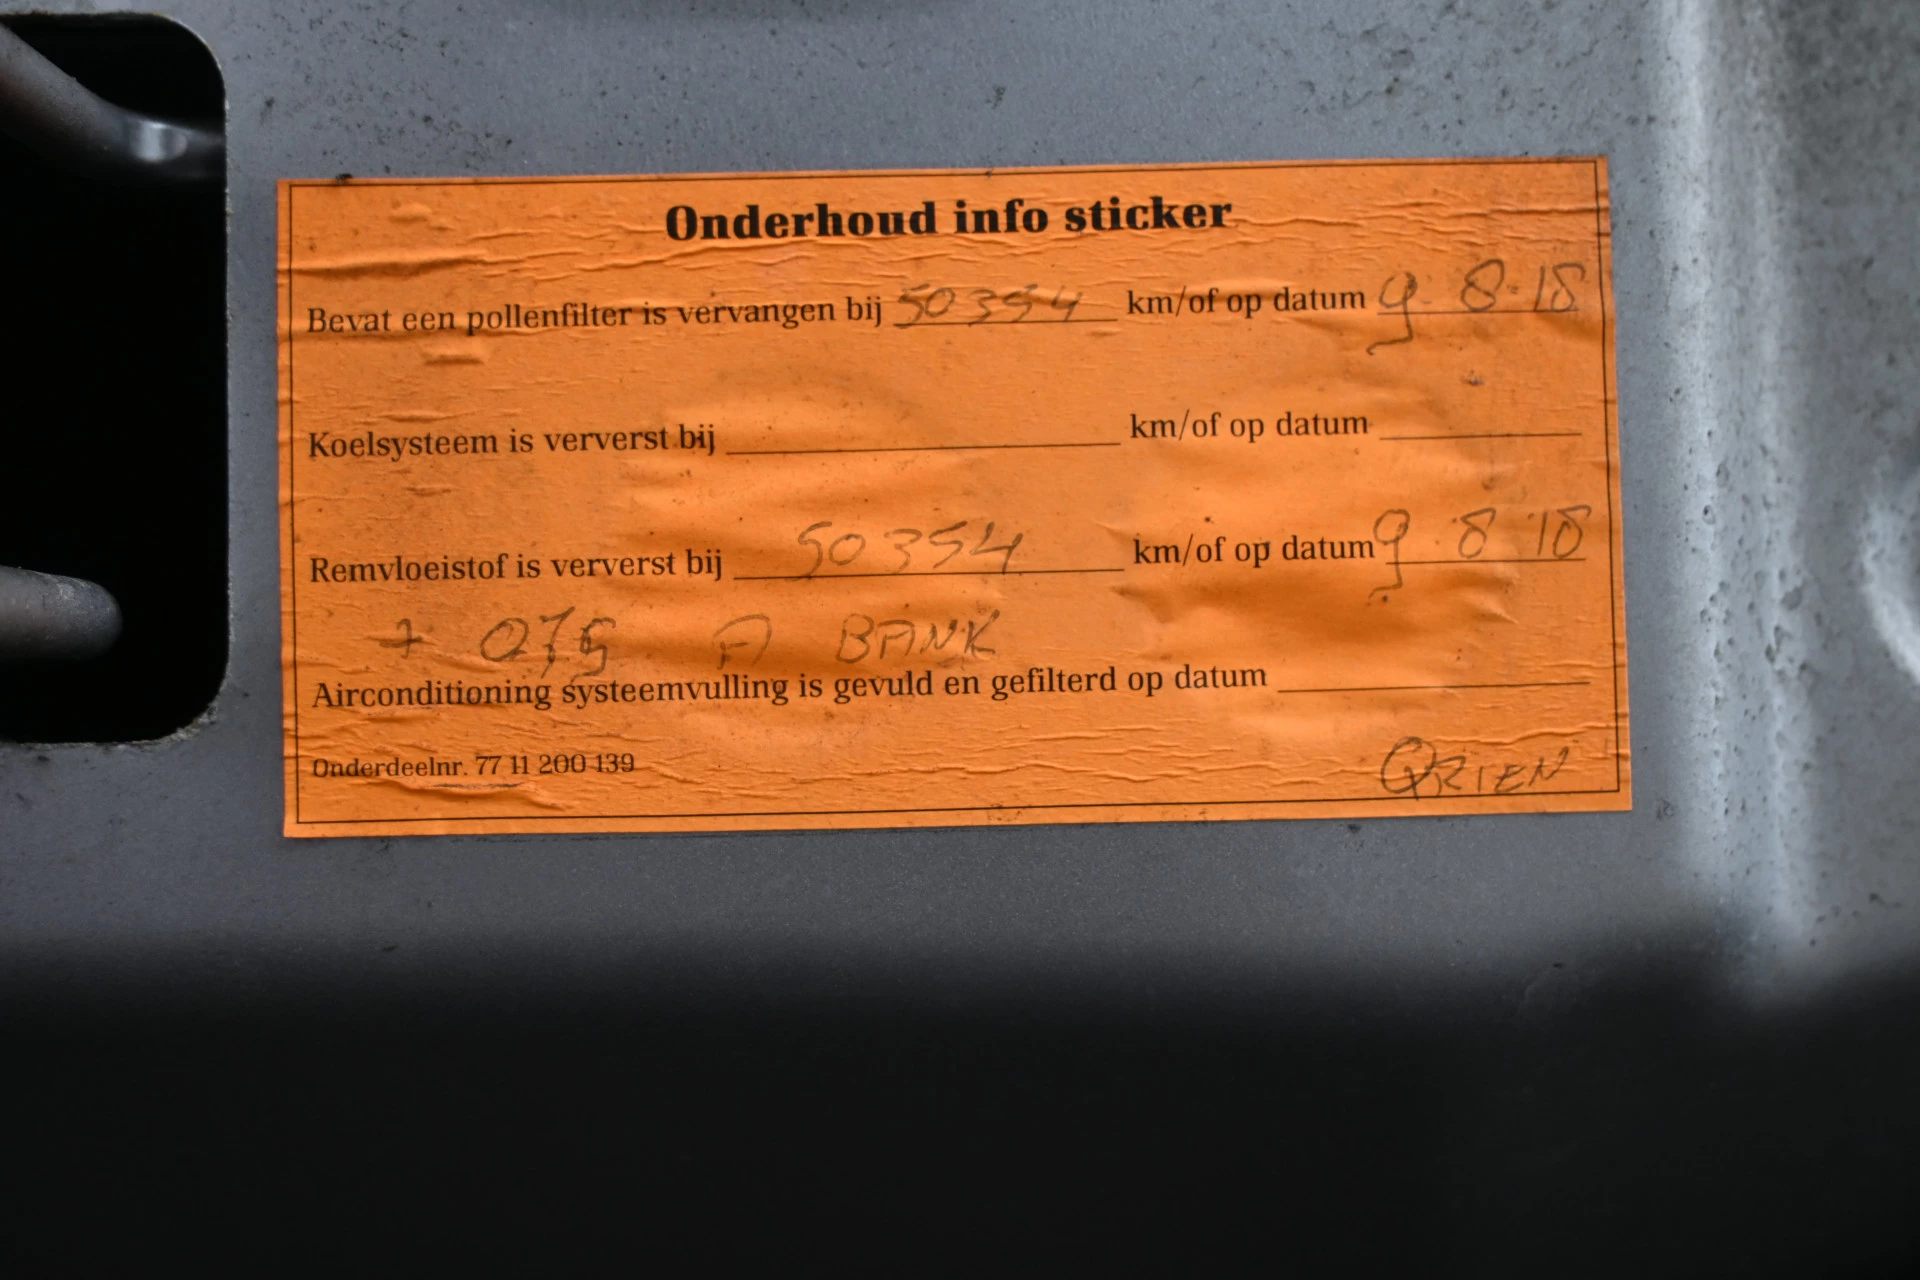 Onderhoud info sticker
Bevat een pollenfilter is vervangen bij 50354 km/of op datum 9-8-18
Koelsysteem is ververst bij km/of op datum
Remvloeistof is ververst bij 50354 km/of op datum 9-8 18
A BANK
Airconditioning systeemvulling is gevuld en gefilterd op datum
Onderdeelnr. 77 11 200 139